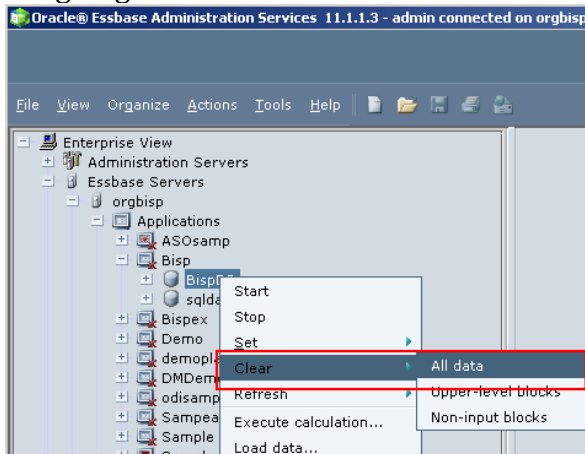 Oracle® Essbase Administration Services 11.1.1.3 - admin connected on orgbisp
File View Organize Actions Tools Help
Enterprise View
Administration Servers
Essbase Servers
orgbisp
Applications
ASOsamp
Bisp
Start
Stop
Bispex
Demo
Set
Clear
All data
Refresh
Upper-level blocks
Sample
Execute calculation...
Non-input blocks
Load data...